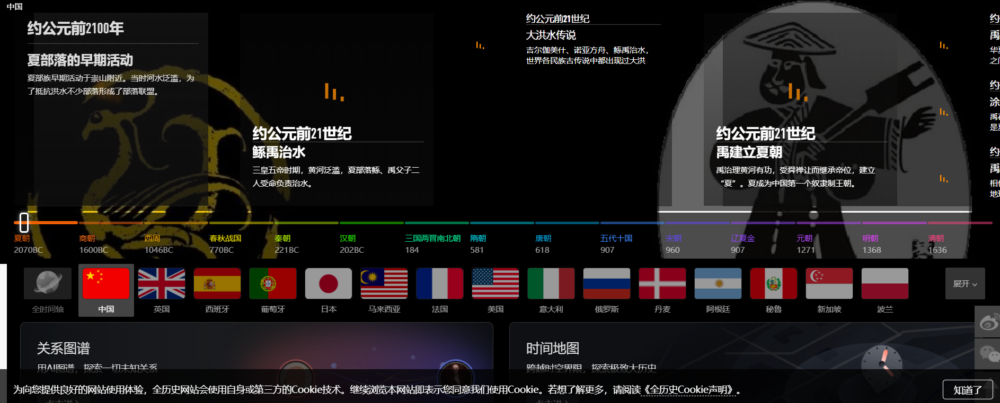 中国
约公元前2100年
夏部落的早期活动
夏部族早期活动于崇山附近。当时河水泛滥，为
了抵抗洪水不少部落形成了部落联盟。
约公元前21世纪
鲧禹治水
三皇五帝时期，黄河泛滥，夏部落鲧、禹父子二
人受命负责治水。
约公元前21世纪
大洪水传说
吉尔伽美什、诺亚方舟、鲧禹治水，
世界各民族古传说中都出现过大洪
约公元前21世纪
禹建立夏朝
禹治理黄河有功，受舜禅让而继承帝位，建立
“夏”。夏成为中国第一个奴隶制王朝。
约
禹
华
之
约
涂
禹
是
约
禹
相
地
夏朝 商朝 西周 春秋战国 秦朝 汉朝 三国两晋南北朝 隋朝 唐朝 五代十国 宋朝 辽夏金 元朝 明朝 清朝
2070BC 1600BC 1046BC 770BC 221BC 202BC 184 581 618 907 960 907 1271 1368 1636
全时间轴 中国 英国 西班牙 葡萄牙 日本 马来西亚 法国 美国 意大利 俄罗斯 丹麦 阿根廷 秘鲁 新加坡 波兰
展开
关系图谱
用AI图谱，探索一切未知关系
时间地图
跨越时空界限，探索极致大历史
为向您提供良好的网站使用体验，全历史网站会使用自身或第三方的Cookie技术。继续浏览本网站即表示您同意我们使用Cookie。若想了解更多，请阅读《全历史Cookie声明》。
知道了